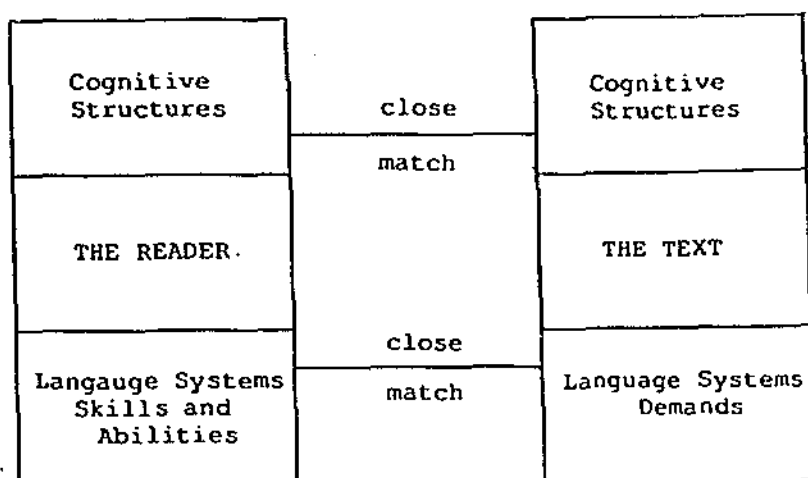 Cognitive
Structures
close
match
Cognitive
Structures
THE READER.
THE TEXT
Langauge Systems
Skills and
Abilities
close
match
Language Systems
Demands